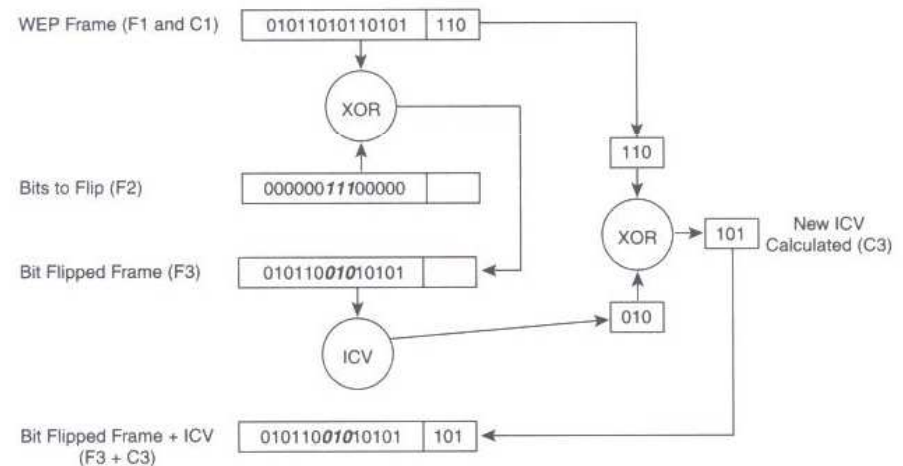 WEP Frame (F1 and C1)
01011010110101 110
XOR
110
Bits to Flip (F2)
00000011100000
XOR
101
New ICV
Calculated (C3)
Bit Flipped Frame (F3)
01011001010101
010
ICV
Bit Flipped Frame + ICV
(F3 + C3)
01011001010101 101